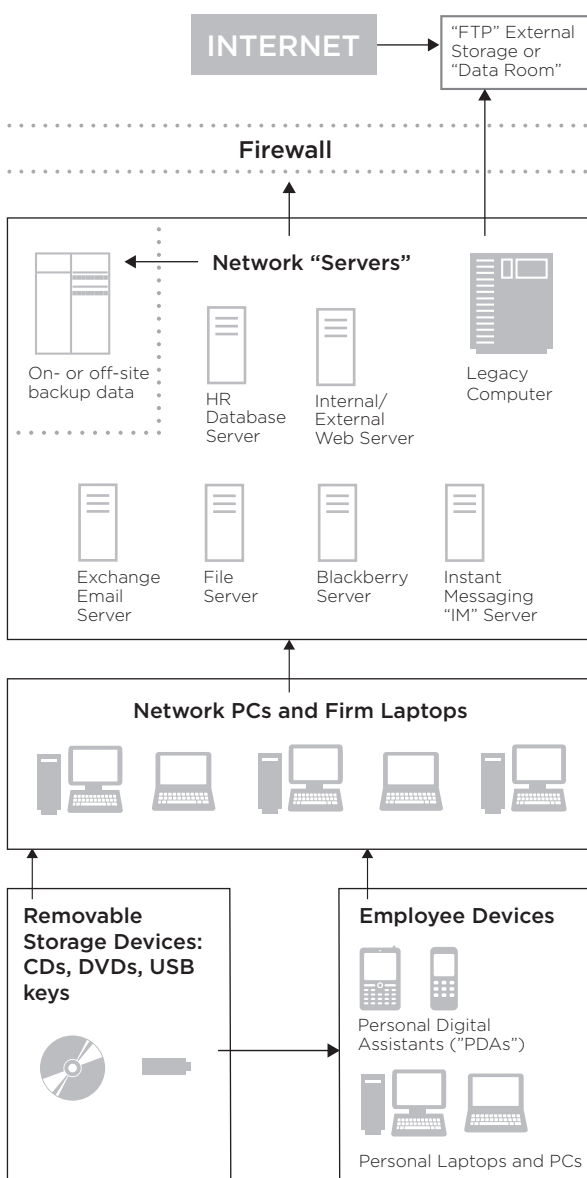 INTERNET
“FTP” External
Storage or
“Data Room”
Firewall
Network “Servers”
On- or off-site
backup data
HR
Database
Server
Internal/
External
Web Server
Legacy
Computer
Exchange
Email
Server
File
Server
Blackberry
Server
Instant
Messaging
“IM” Server
Network PCs and Firm Laptops
Removable
Storage Devices:
CDs, DVDs, USB
keys
Employee Devices
Personal Digital
Assistants (”PDAs”)
Personal Laptops and PCs